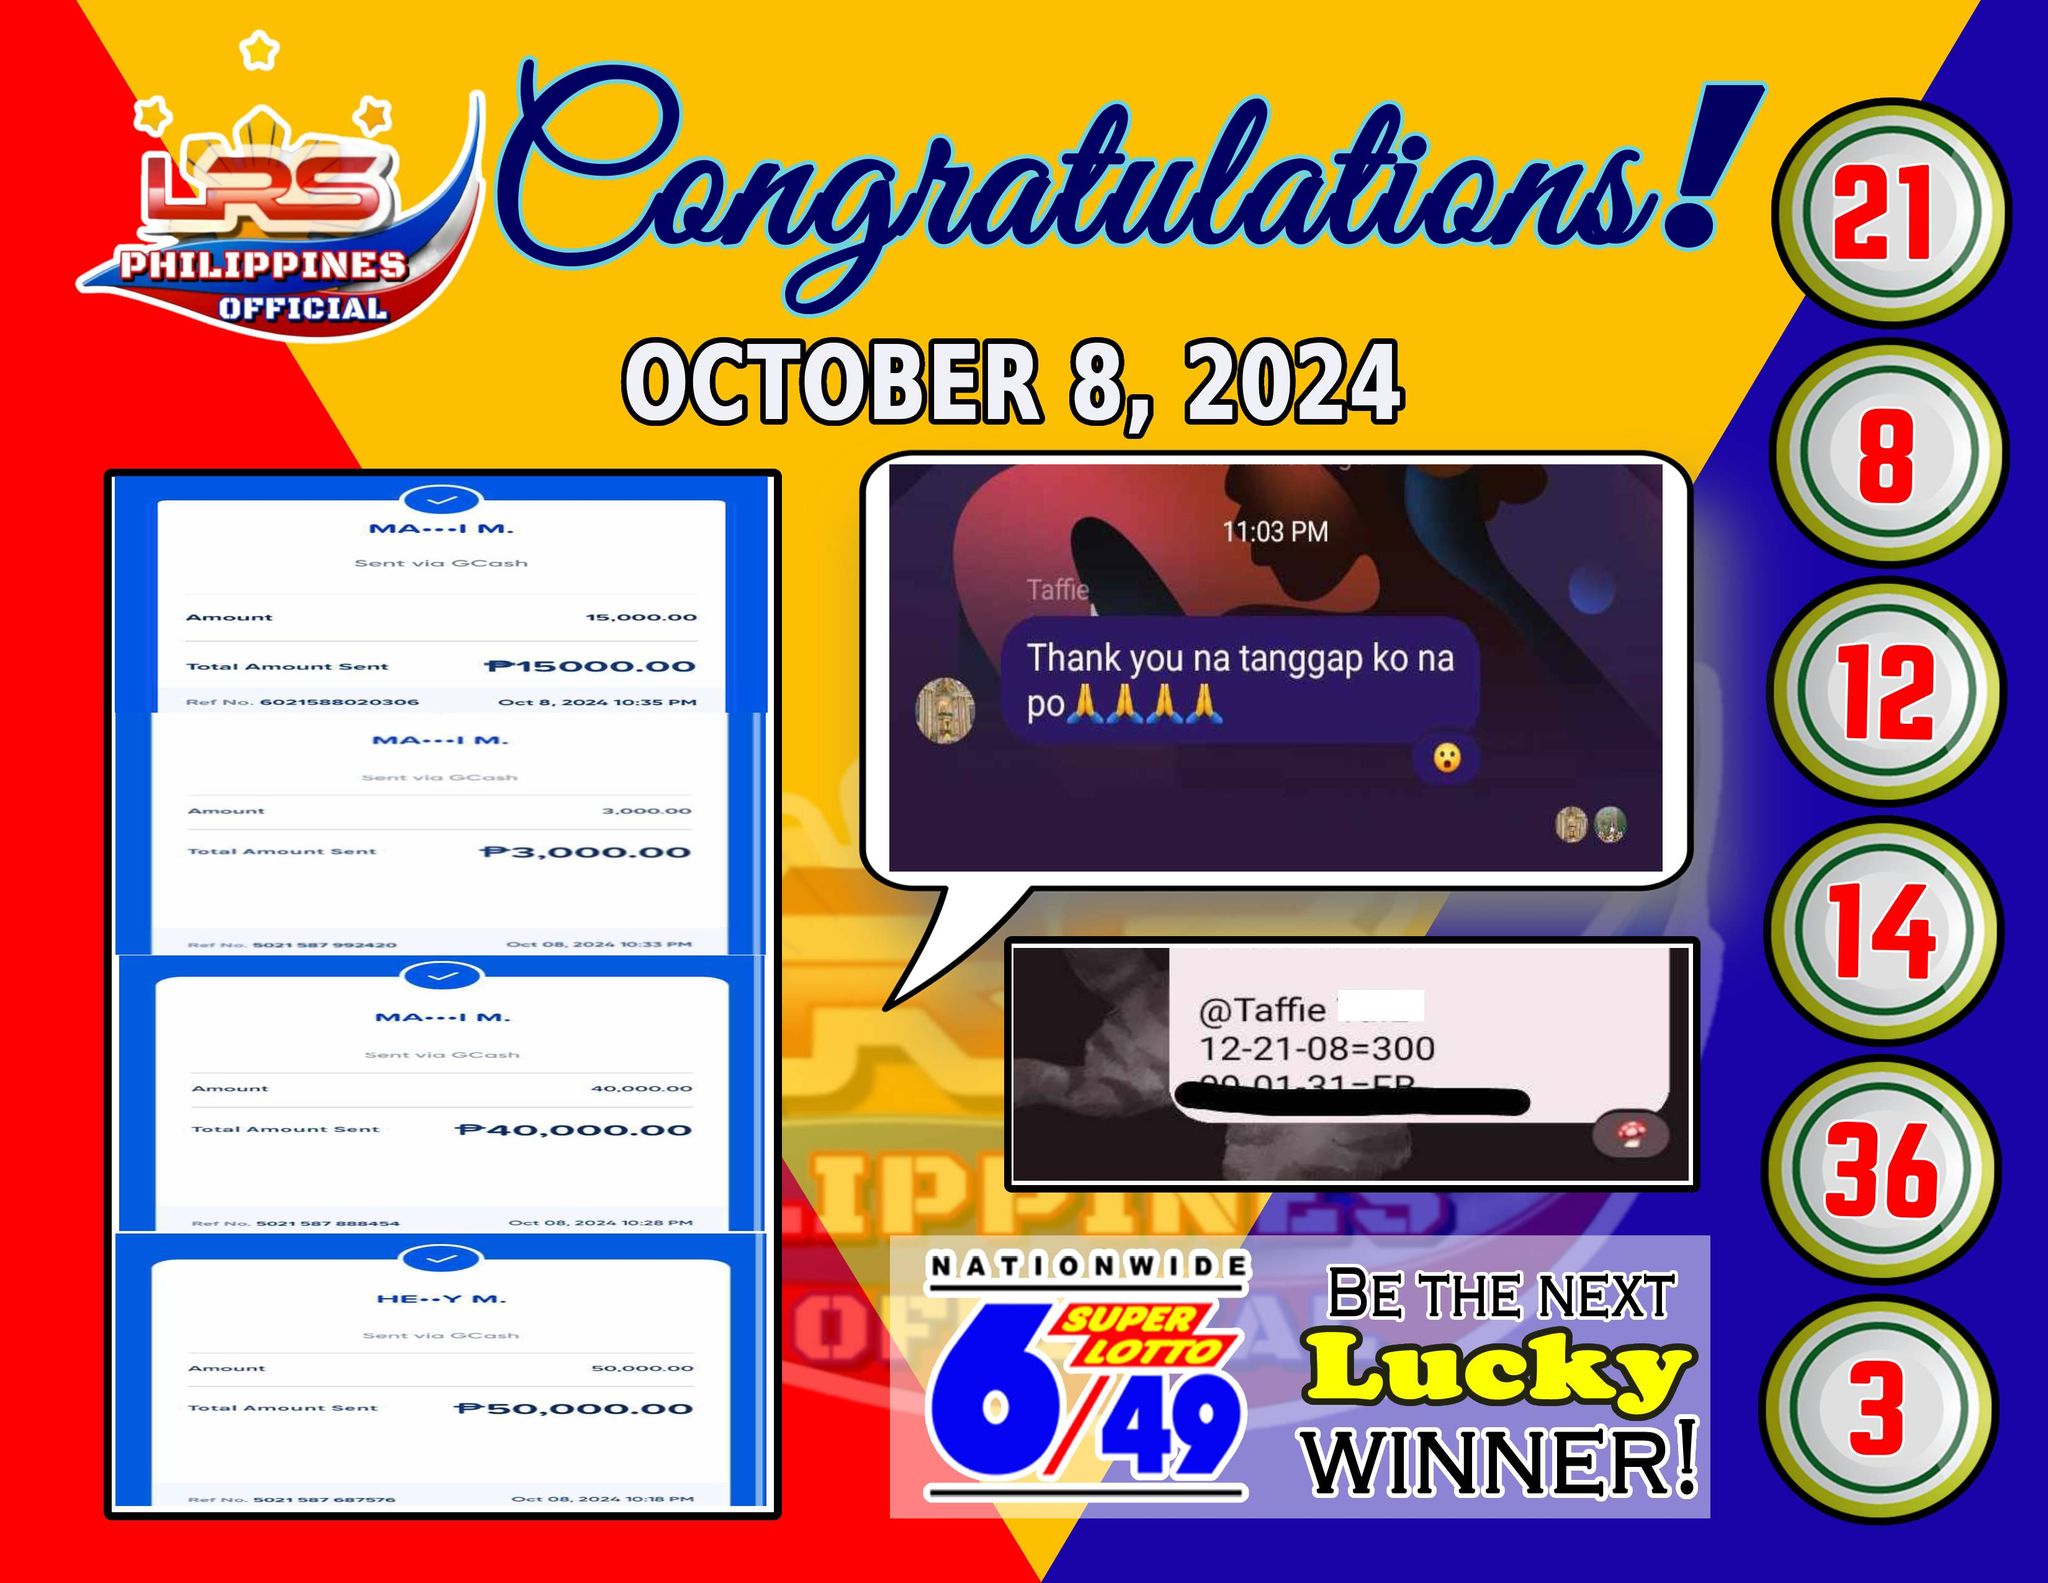 LRS
PHILIPPINES
OFFICIAL
Congratulations!
OCTOBER 8, 2024
MA•••I M.
Sent via GCash
Amount 15,000.00
Total Amount Sent ₱15000.00
Ref No. 6021588020306 Oct 8, 2024 10:35 PM
MA•••I M.
Sent via GCash
Amount 3,000.00
Total Amount Sent ₱3,000.00
Ref No. 5021 587 992420 Oct 08, 2024 10:33 PM
MA•••I M.
Sent via GCash
Amount 40,000.00
Total Amount Sent ₱40,000.00
Ref No. 5021 587 888454 Oct 08, 2024 10:28 PM
HE••Y M.
Sent via GCash
Amount 50,000.00
Total Amount Sent ₱50,000.00
Ref No. 5021 587 687576 Oct 08, 2024 10:18 PM
11:03 PM
Taffie
Thank you na tanggap ko na
po🙏🙏🙏🙏
@Taffie
12-21-08=300
NATIONWIDE
6/49
SUPER
LOTTO
BE THE NEXT
Lucky
WINNER!
21
8
12
14
36
3